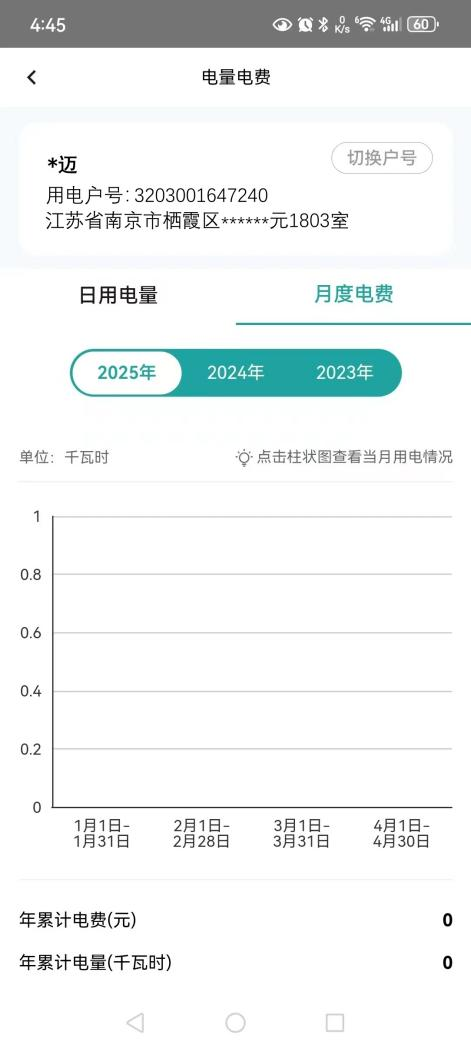 4:45
0 K/s 6 4G 60
电量电费
*迈
切换户号
用电户号: 3203001647240
江苏省南京市栖霞区******元1803室
日用电量 月度电费
2025年 2024年 2023年
单位: 千瓦时 点击柱状图查看当月用电情况
1
0.8
0.6
0.4
0.2
0
1月1日- 2月1日- 3月1日- 4月1日-
1月31日 2月28日 3月31日 4月30日
年累计电费(元) 0
年累计电量(千瓦时) 0